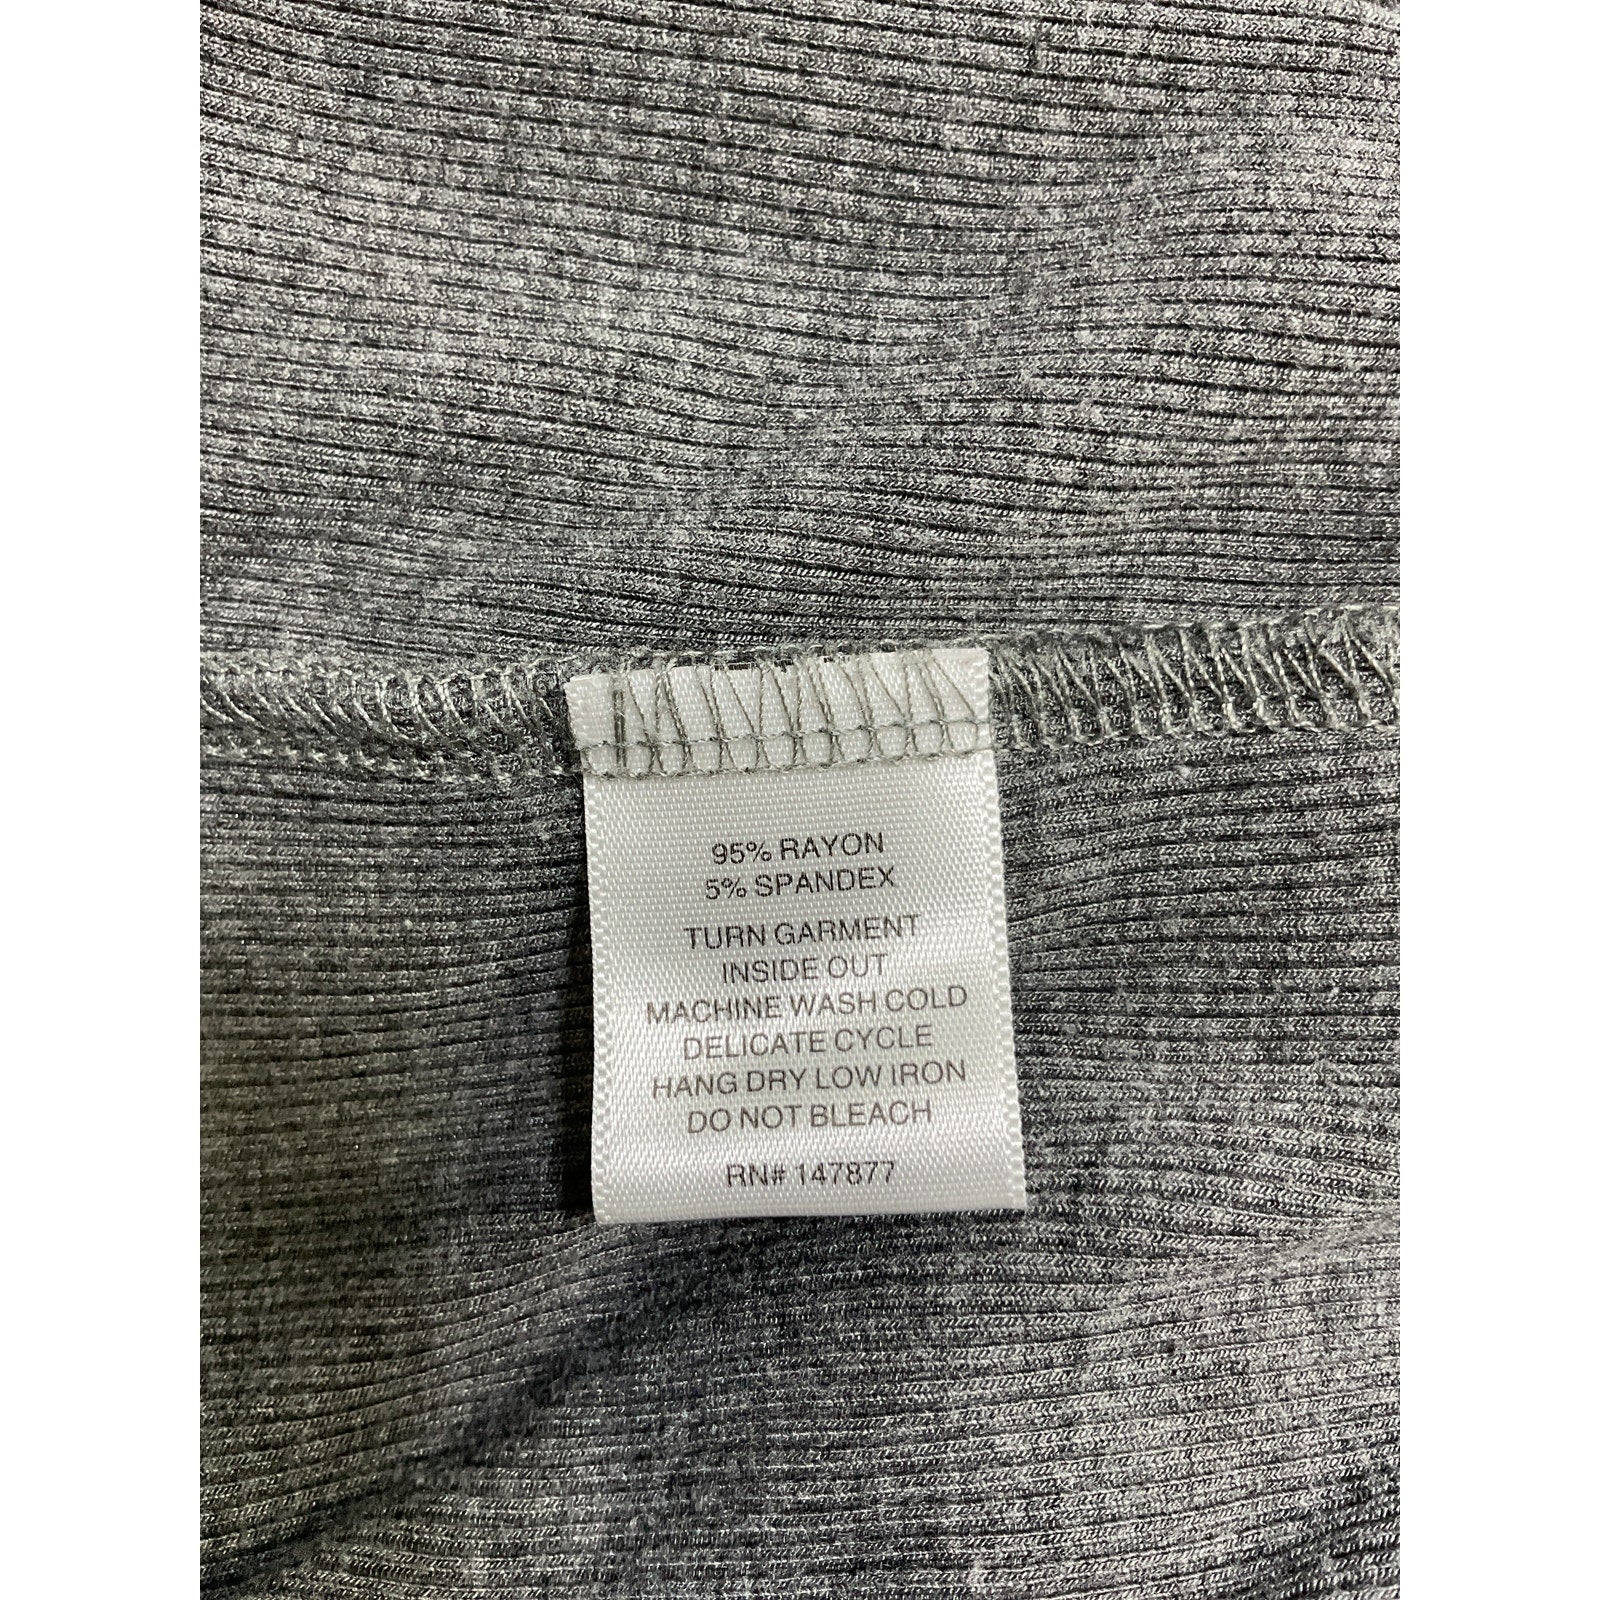 95% RAYON
5% SPANDEX
TURN GARMENT
INSIDE OUT
MACHINE WASH COLD
DELICATE CYCLE
HANG DRY LOW IRON
DO NOT BLEACH
RN# 147877